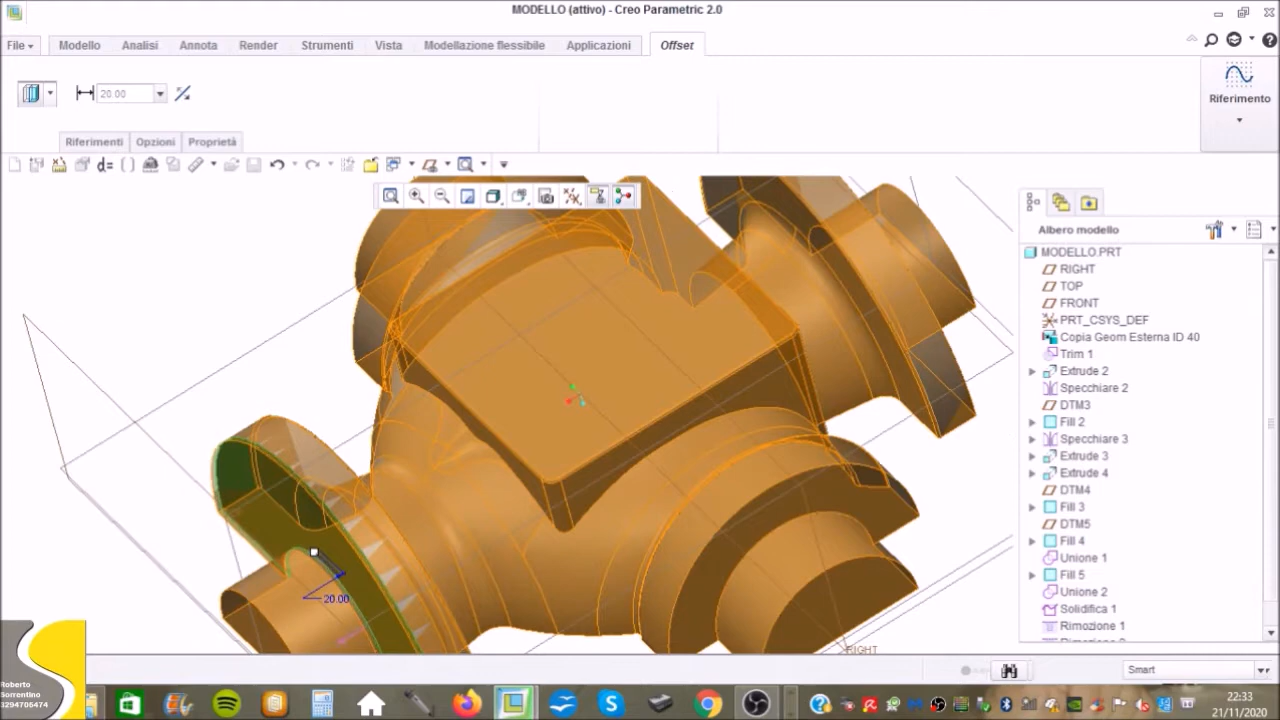 MODELLO (attivo) - Creo Parametric 2.0
File Modello Analisi Annota Render Strumenti Vista Modellazione flessibile Applicazioni Offset
20.00
Riferimento
Riferimenti Opzioni Proprietà
d=
Albero modello
MODELLO.PRT
RIGHT
TOP
FRONT
PRT_CSYS_DEF
Copia Geom Esterna ID 40
Trim 1
Extrude 2
Specchiare 2
DTM3
Fill 2
Specchiare 3
Extrude 3
Extrude 4
DTM4
Fill 3
DTM5
Fill 4
Unione 1
Fill 5
Unione 2
Solidifica 1
Rimozione 1
20.00
RIGHT
Smart
Roberto
Sorrentino
3294706474
22:33
21/11/2020